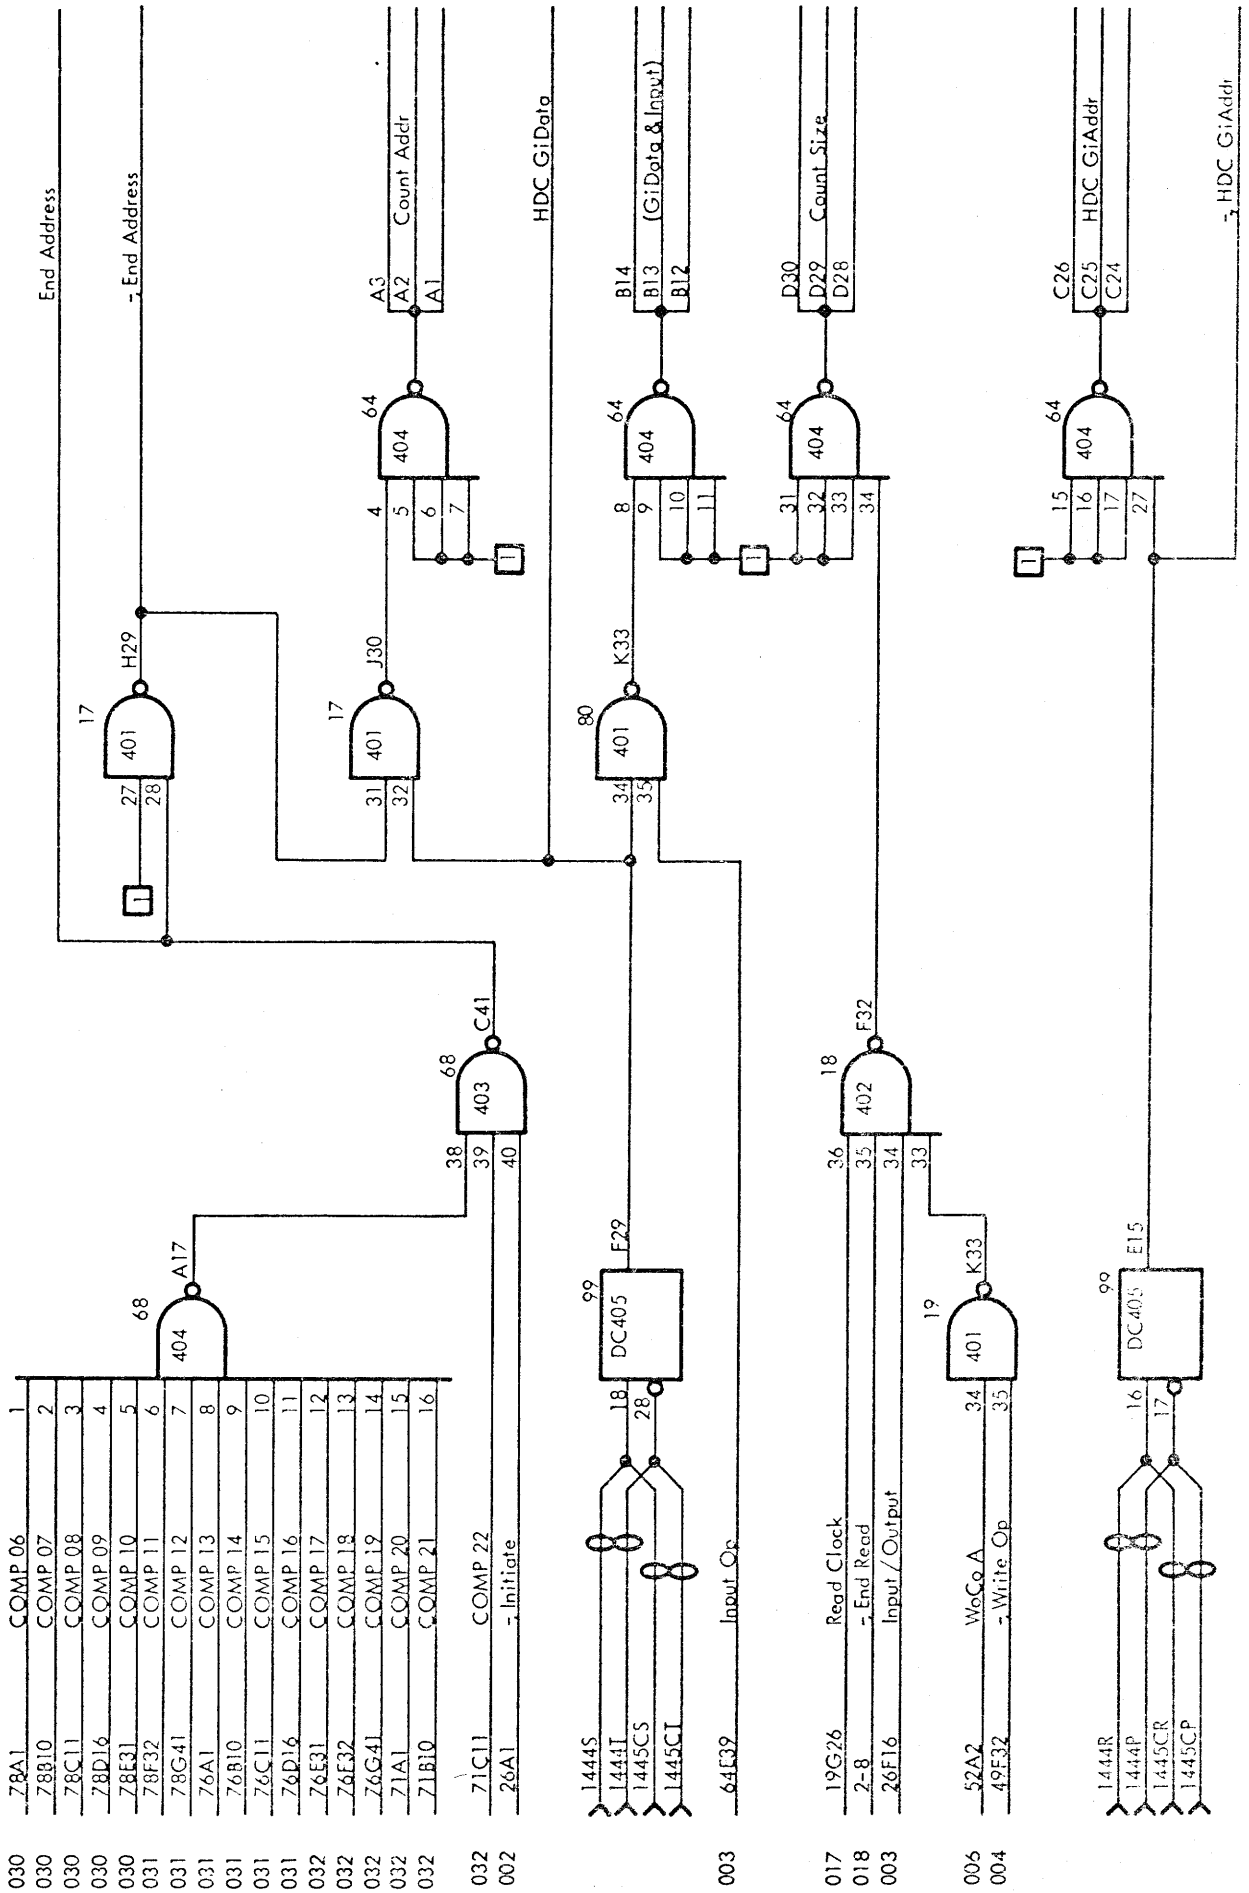 030 78A1 COMP 06 1
030 78B10 COMP 07 2
030 78C11 COMP 08 3
030 78D16 COMP 09 4
030 78E31 COMP 10 5
031 78F32 COMP 11 6
031 78G41 COMP 12 7
031 76A1 COMP 13 8
031 76B10 COMP 14 9
031 76C11 COMP 15 10
031 76D16 COMP 16 11
032 76E31 COMP 17 12
032 76F32 COMP 18 13
032 76G41 COMP 19 14
032 71A1 COMP 20 15
032 71B10 COMP 21 16
68
404
A17
032 71C11 COMP 22
002 26A1 ¬ Initiate
38
39
40
68
403
C41
End Address
1
27
28
17
401
H29
¬ End Address
31
32
17
401
J30
4
5
6
7
1
64
404
A3
A2 Count Addr
A1
HDC GiData
1444S
1444T
1445CS
1445CT
18
28
99
DC405
F29
003 64E39 Input Op
34
35
80
401
K33
8
9
10
11
1
64
404
B14
B13 (GiData & Input)
B12
017 19G26 Read Clock
018 2-8 ¬ End Read
003 26F16 Input/Output
36
35
34
33
18
402
F32
31
32
33
34
64
404
D30
D29 Count Size
D28
006 52A2 WoCo A
004 49F32 ¬ Write Op
34
35
19
401
K33
1444R
1444P
1445CR
1445CP
16
17
99
DC405
E15
1
15
16
17
27
64
404
C26
C25 HDC GiAddr
C24
¬ HDC GiAddr